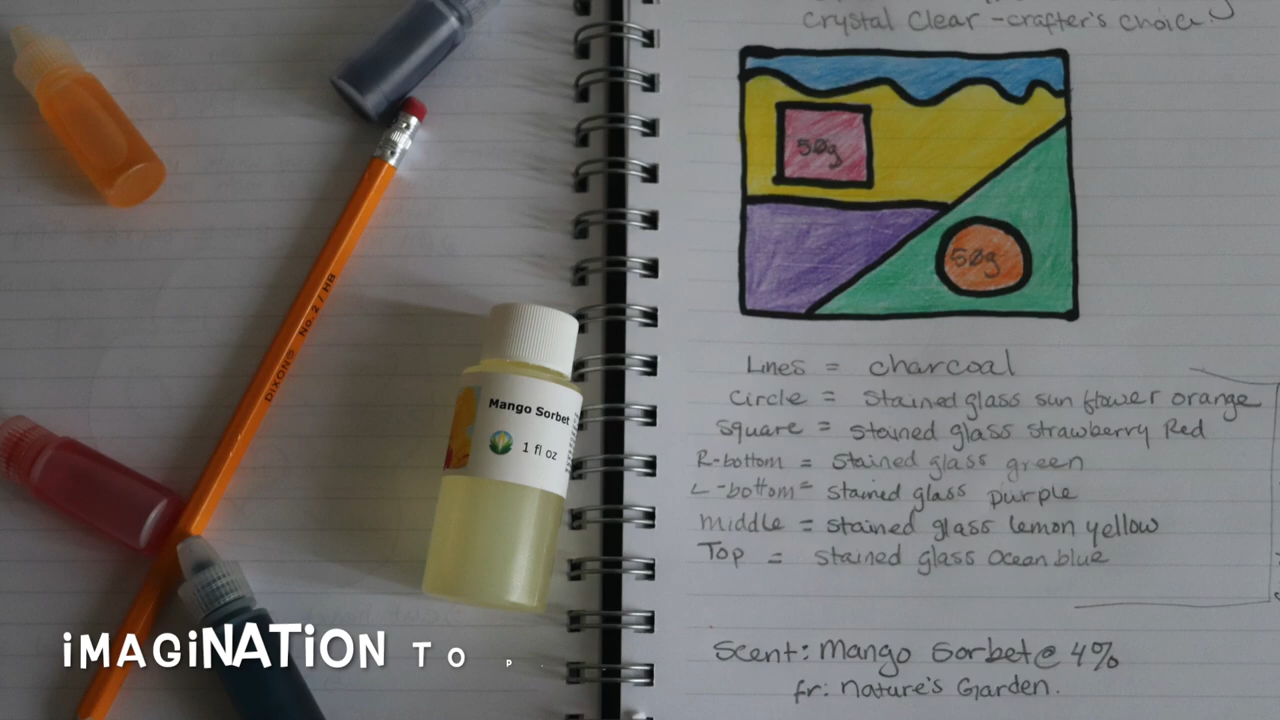 Crystal Clear - crafter's choice.
50g
50g
Lines = charcoal
Circle = Stained glass sun flower orange
Square = stained glass strawberry Red
R-bottom = stained glass green
L-bottom = stained glass purple
middle = stained glass lemon yellow
Top = stained glass Ocean blue
Scent: Mango Sorbet @ 4%
fr: Nature's Garden.
DIXON® No. 2 / HB
Mango Sorbet
1 fl oz
iMAGiNATiON TO P.